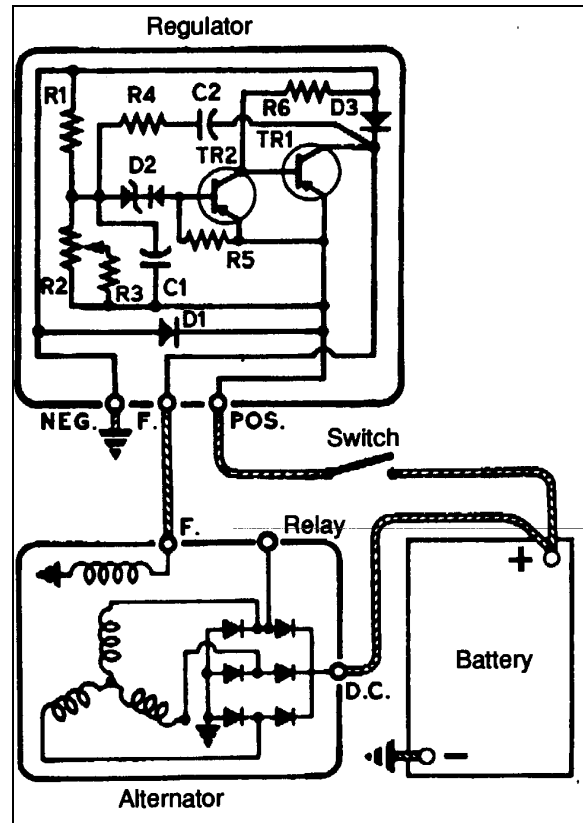 Regulator
R1
R4
C2
R6
D3
TR1
TR2
D2
R5
R2
R3
C1
D1
NEG.
F.
POS.
Switch
F.
Relay
+
Battery
D.C.
-
Alternator